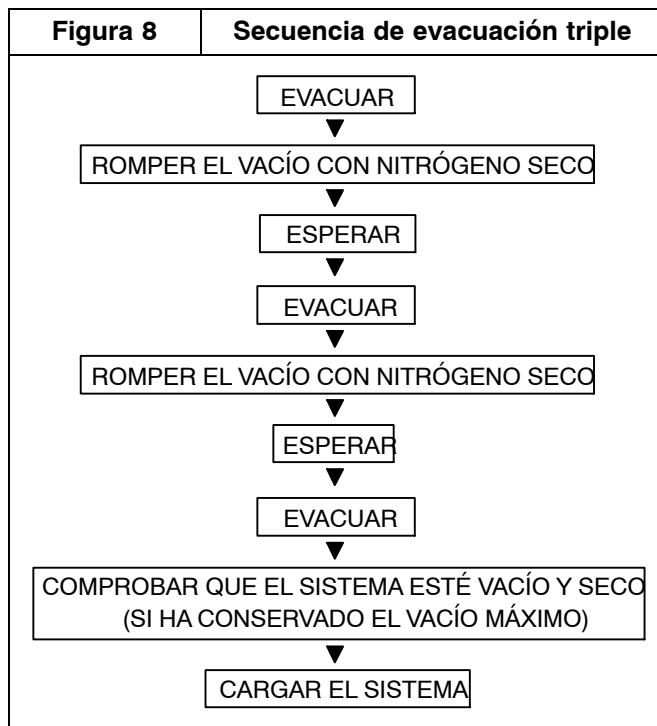 Figura 8
Secuencia de evacuación triple
EVACUAR
ROMPER EL VACÍO CON NITRÓGENO SECO
ESPERAR
EVACUAR
ROMPER EL VACÍO CON NITRÓGENO SECO
ESPERAR
EVACUAR
COMPROBAR QUE EL SISTEMA ESTÉ VACÍO Y SECO
(SI HA CONSERVADO EL VACÍO MÁXIMO)
CARGAR EL SISTEMA